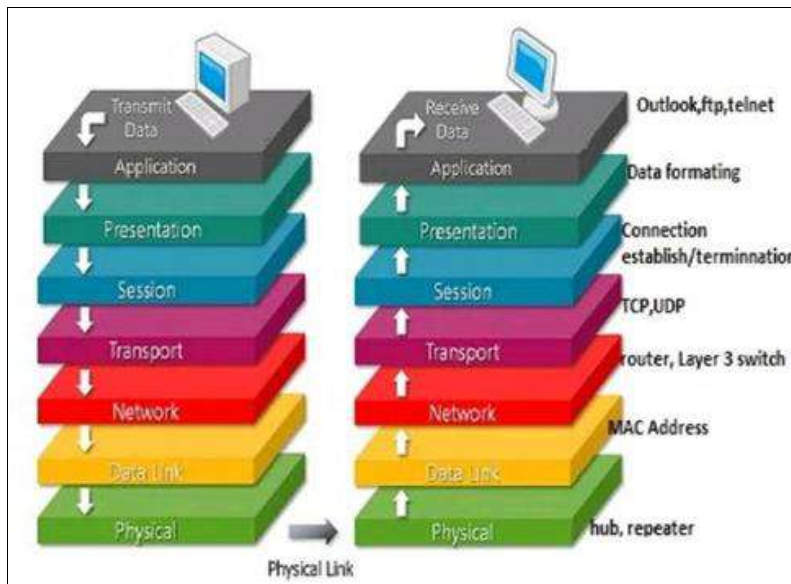 Transmit
Data
Application
Presentation
Session
Transport
Network
Data Link
Physical
Physical Link
Receive
Data
Application
Presentation
Session
Transport
Network
Data Link
Physical
Outlook,ftp,telnet
Data formating
Connection
establish/terminnation
TCP,UDP
router, Layer 3 switch
MAC Address
hub, repeater